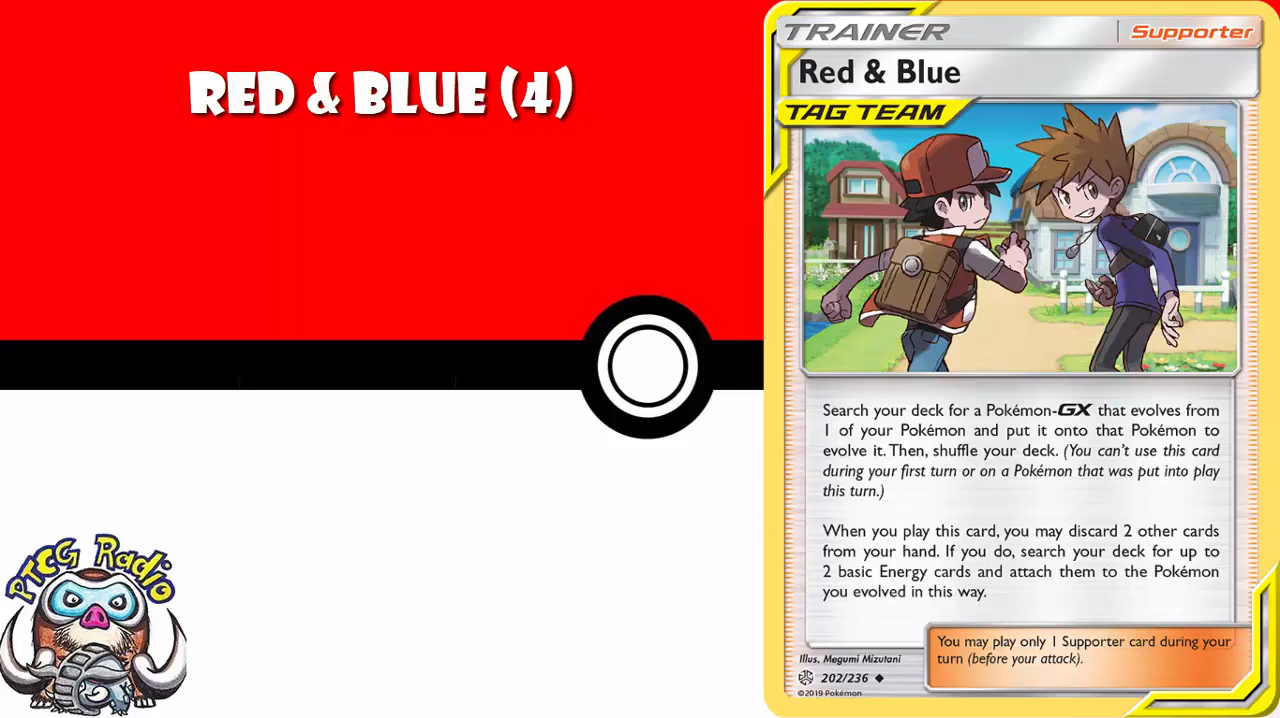 RED & BLUE (4)
PTCG Radio
TRAINER
Supporter
Red & Blue
TAG TEAM
Search your deck for a Pokémon-GX that evolves from
1 of your Pokémon and put it onto that Pokémon to
evolve it. Then, shuffle your deck. (You can't use this card
during your first turn or on a Pokémon that was put into play
this turn.)
When you play this card, you may discard 2 other cards
from your hand. If you do, search your deck for up to
2 basic Energy cards and attach them to the Pokémon
you evolved in this way.
You may play only 1 Supporter card during your
turn (before your attack).
Illus. Megumi Mizutani
202/236
©2019 Pokémon